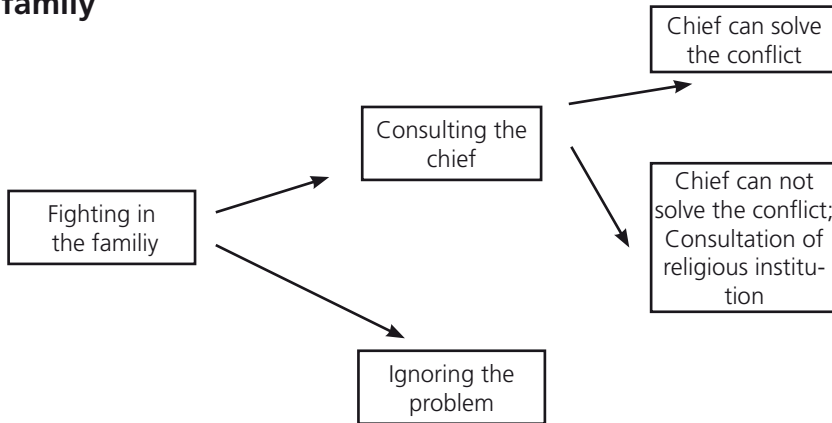 family
Chief can solve
the conflict
Consulting the
chief
Chief can not
solve the conflict;
Consultation of
religious institu-
tion
Fighting in
the familiy
Ignoring the
problem